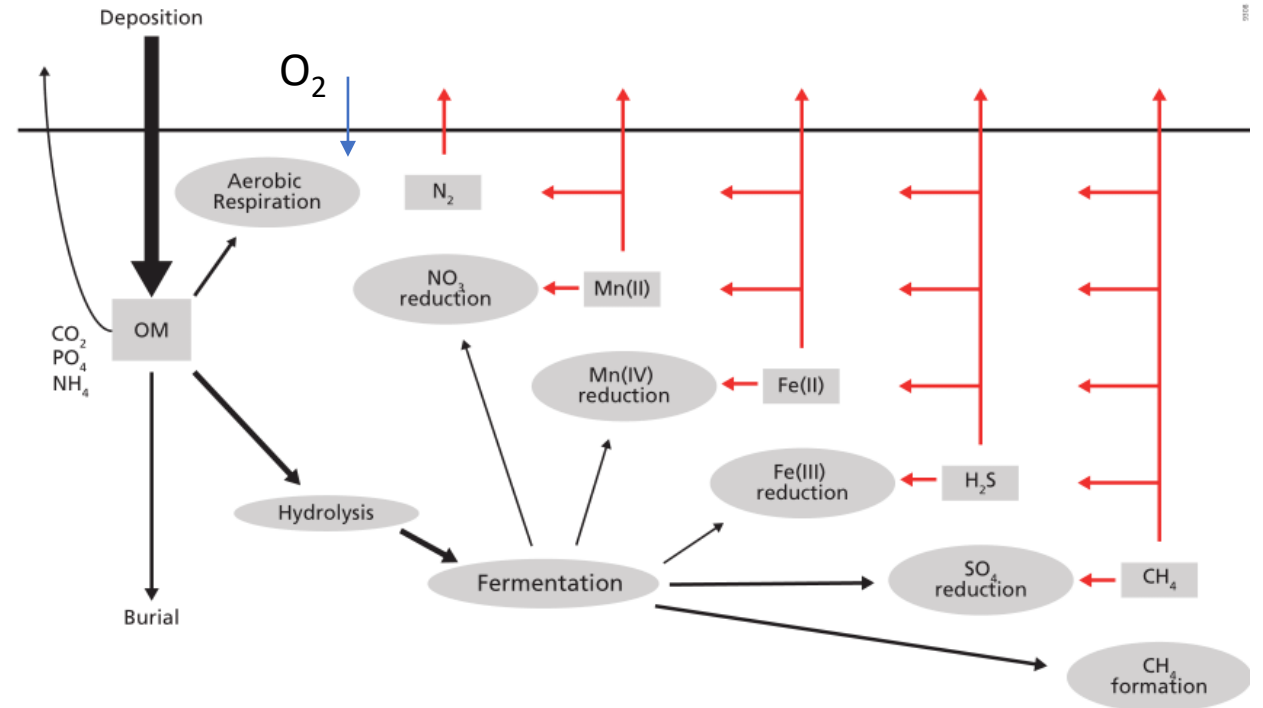 Deposition
O₂
Aerobic
Respiration
N₂
NO₃
reduction
Mn(II)
OM
CO₂
PO₄
NH₄
Mn(IV)
reduction
Fe(II)
Fe(III)
reduction
H₂S
Hydrolysis
Fermentation
SO₄
reduction
CH₄
Burial
CH₄
formation